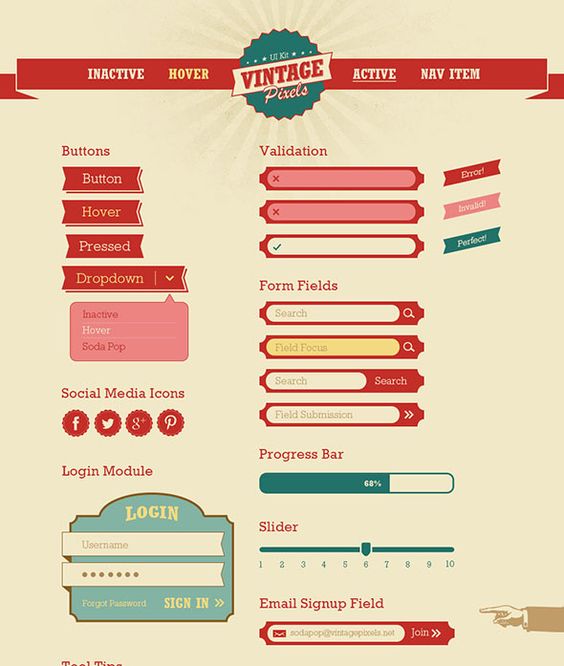 INACTIVE HOVER
UI Kit
VINTAGE
Pixels
ACTIVE NAV ITEM
Buttons
Button
Hover
Pressed
Dropdown
Inactive
Hover
Soda Pop
Social Media Icons
f g+ P
Login Module
LOGIN
Username
Forgot Password SIGN IN »
Tool Tips
Validation
Error!
Invalid!
Perfect!
Form Fields
Search
Field Focus
Search Search
Field Submission »
Progress Bar
68%
Slider
1 2 3 4 5 6 7 8 9 10
Email Signup Field
sodapop@vintagepixels.net Join »